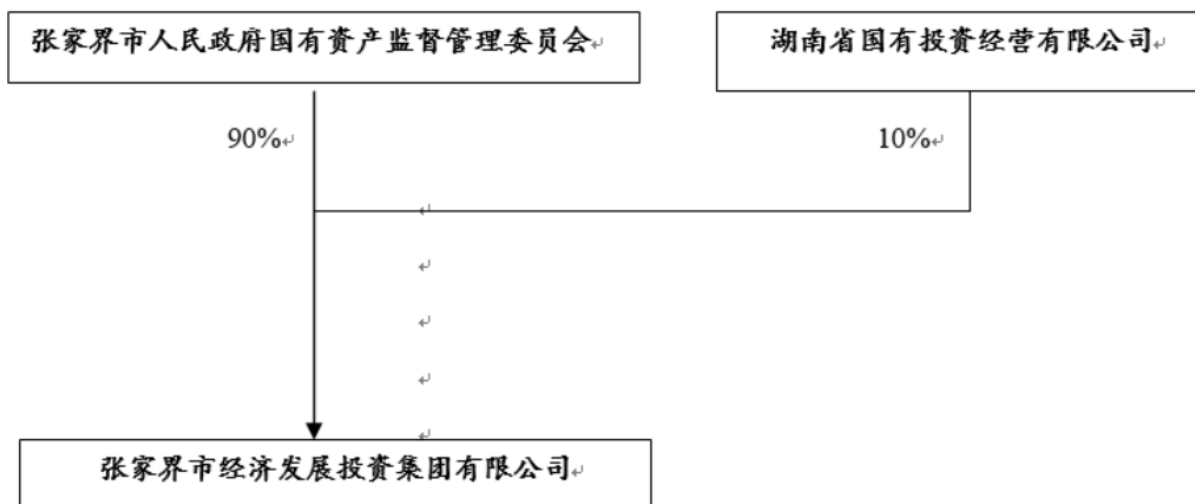 张家界市人民政府国有资产监督管理委员会
湖南省国有投资经营有限公司
90%
10%
张家界市经济发展投资集团有限公司